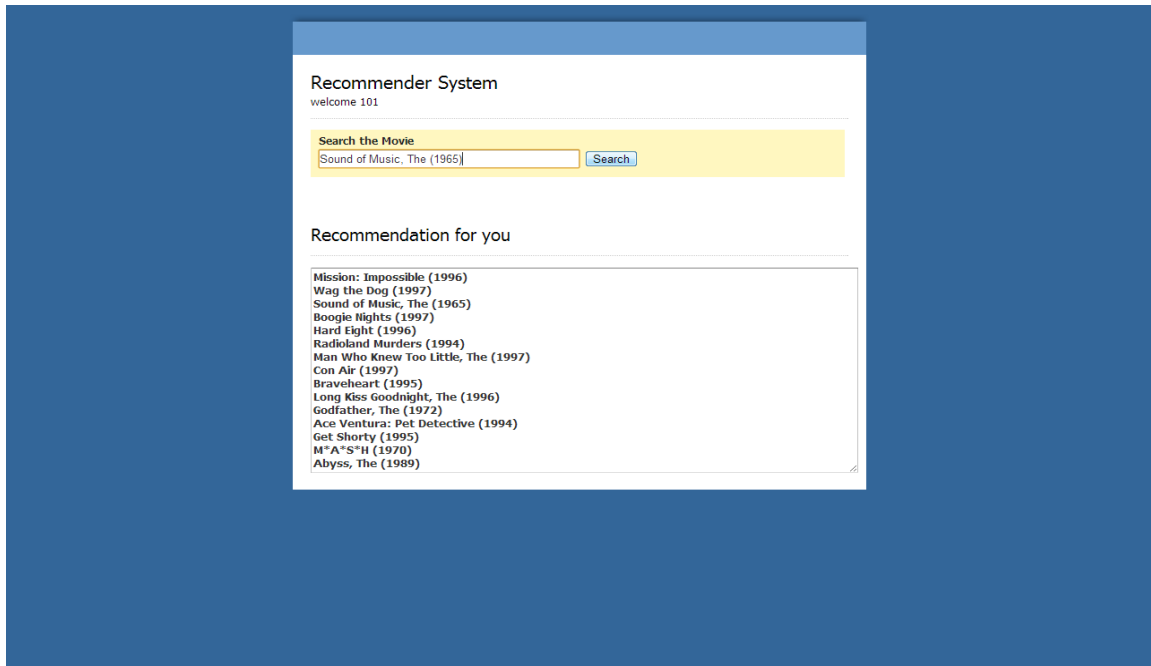 Recommender System
welcome 101
Search the Movie
Sound of Music, The (1965) Search
Recommendation for you
Mission: Impossible (1996)
Wag the Dog (1997)
Sound of Music, The (1965)
Boogie Nights (1997)
Hard Eight (1996)
Radioland Murders (1994)
Man Who Knew Too Little, The (1997)
Con Air (1997)
Braveheart (1995)
Long Kiss Goodnight, The (1996)
Godfather, The (1972)
Ace Ventura: Pet Detective (1994)
Get Shorty (1995)
M*A*S*H (1970)
Abyss, The (1989)